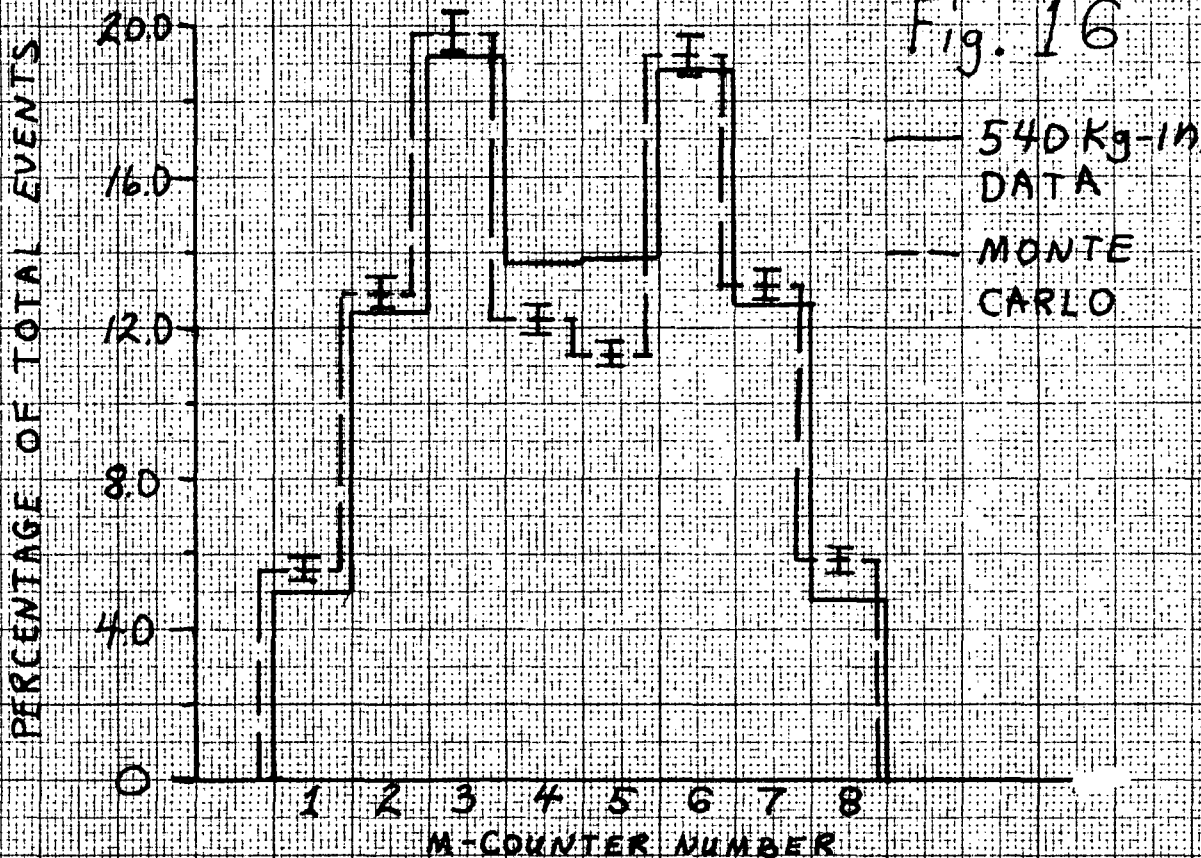 Fig. 16
540 Kg-in
DATA
MONTE
CARLO
PERCENTAGE OF TOTAL EVENTS
20.0
16.0
12.0
8.0
4.0
0
1 2 3 4 5 6 7 8
M-COUNTER NUMBER